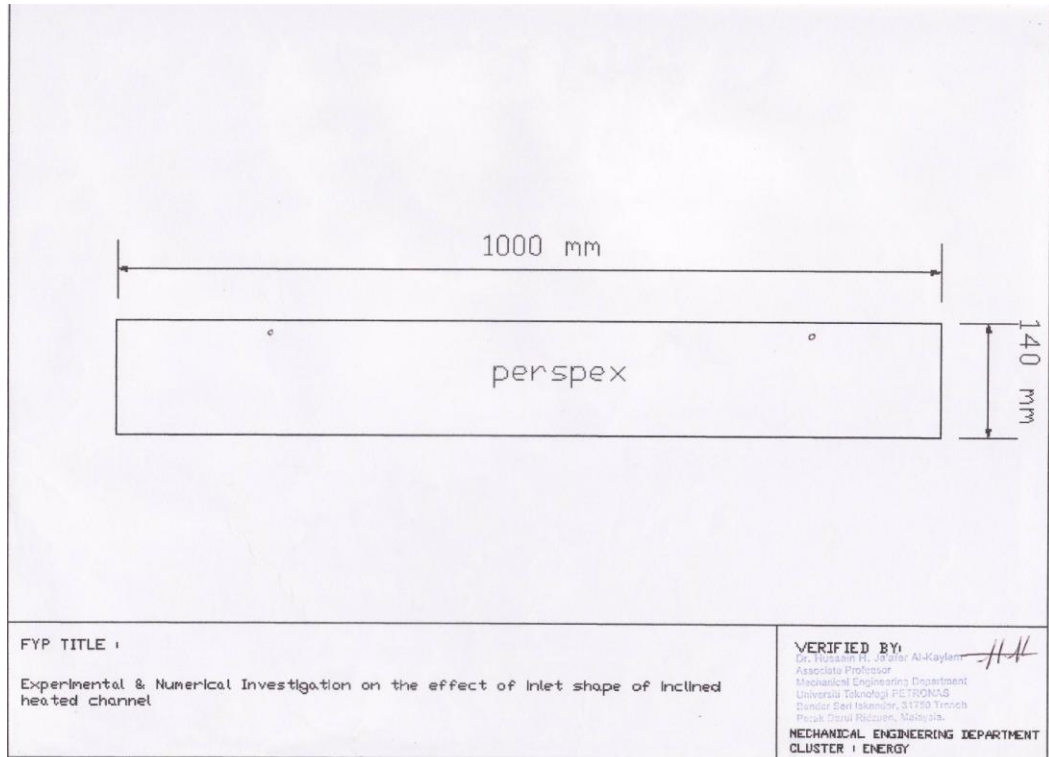 1000 mm
140 mm
perspex
FYP TITLE :
Experimental & Numerical Investigation on the effect of inlet shape of inclined
heated channel
VERIFIED BY:
Dr. Hussain H. Ja'afer Al-Kayiem
Associate Professor
Mechanical Engineering Department
Universiti Teknologi PETRONAS
Bandar Seri Iskandar, 31750 Tronoh
Perak Darul Ridzuan, Malaysia.
MECHANICAL ENGINEERING DEPARTMENT
CLUSTER : ENERGY